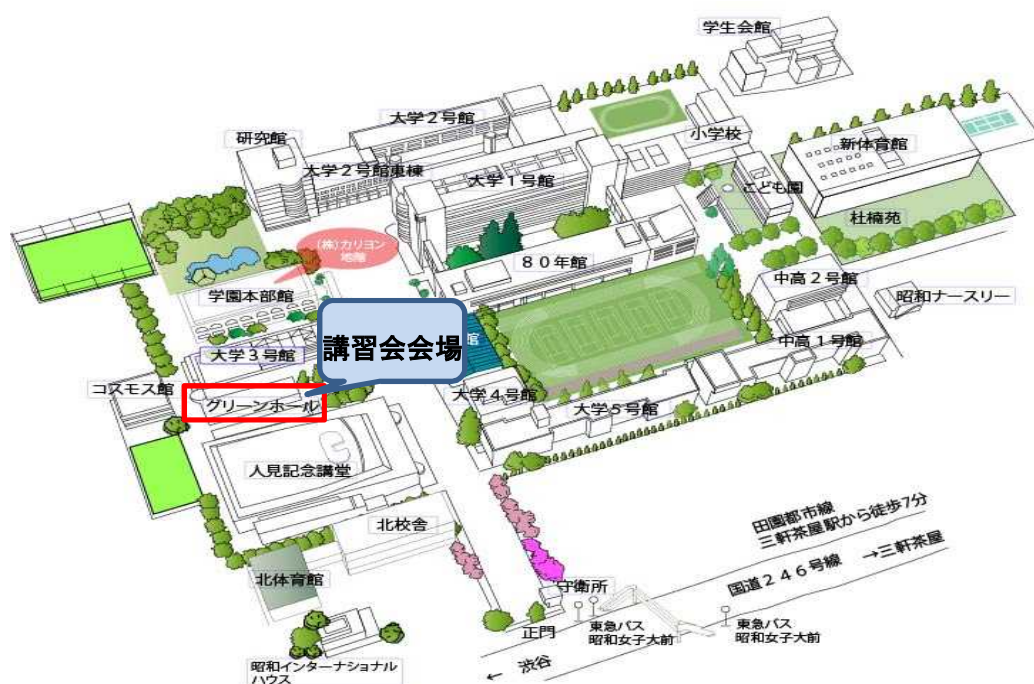 学生会館
大学２号館
研究館
小学校
新体育館
大学２号館東棟
大学１号館
こども園
杜楠苑
(株)カリヨン
地階
８０年館
中高２号館
学園本部館
昭和ナースリー
館
講習会会場
中高１号館
大学３号館
コスモス館
大学４号館
グリーンホール
大学５号館
人見記念講堂
北校舎
田園都市線
三軒茶屋駅から徒歩7分
国道２４６号線 →三軒茶屋
北体育館
守衛所
正門
東急バス
昭和女子大前
東急バス
昭和女子大前
← 渋谷
昭和インターナショナル
ハウス